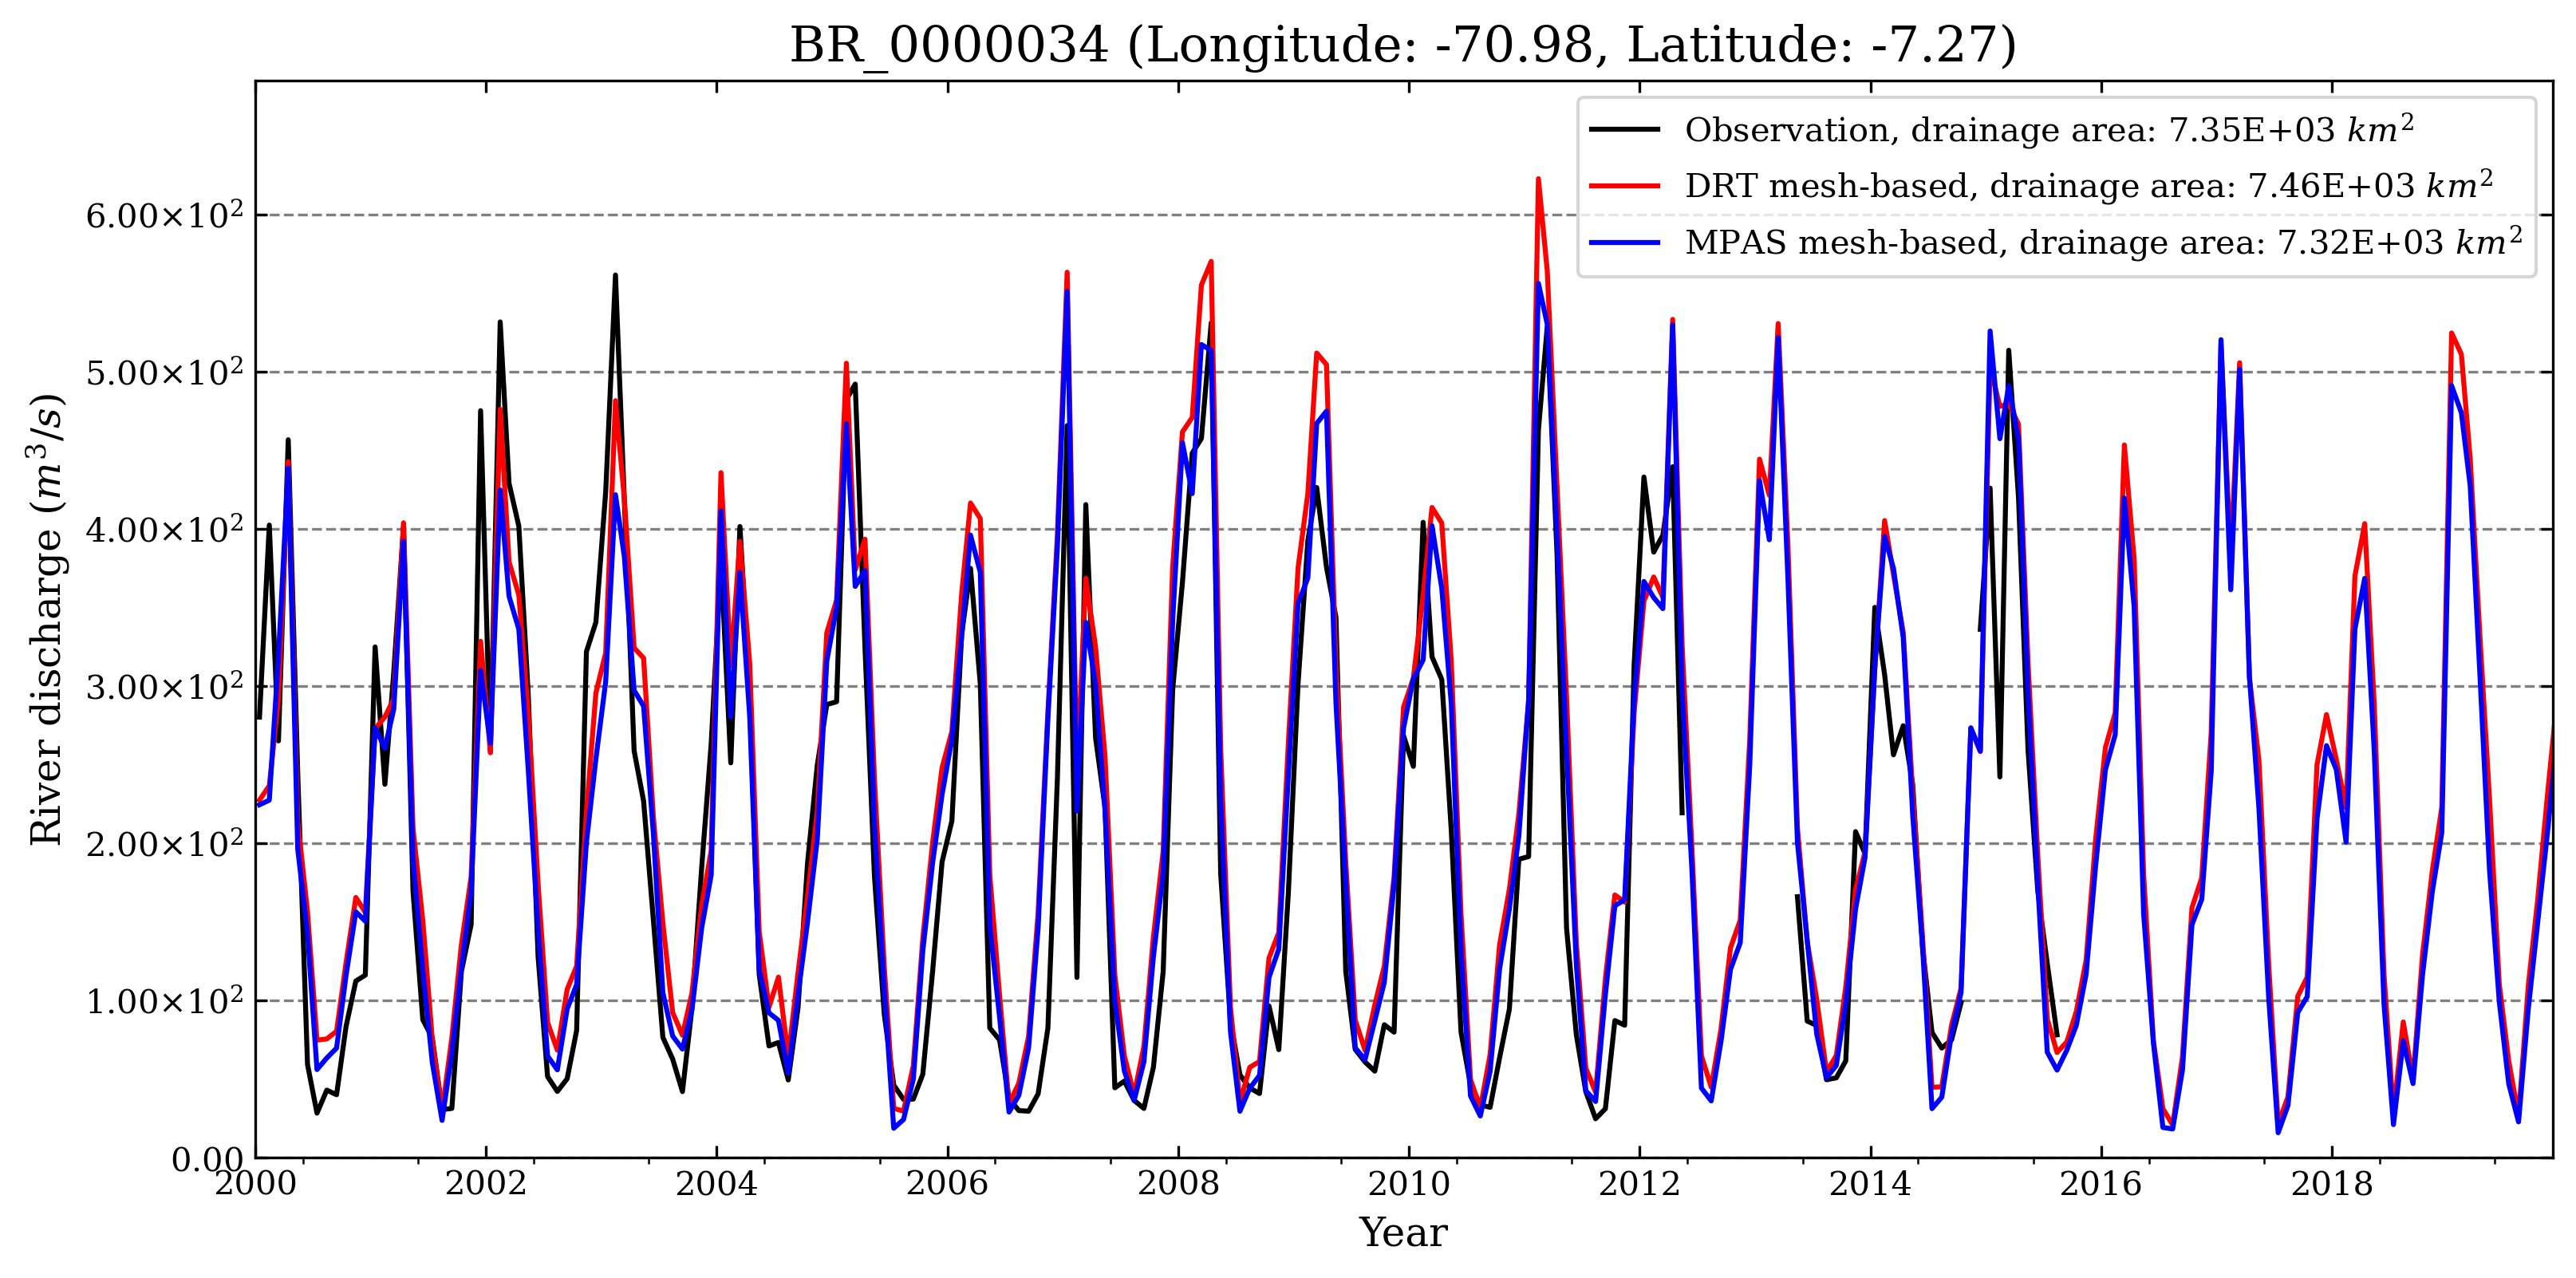 BR_0000034 (Longitude: -70.98, Latitude: -7.27)
Observation, drainage area: 7.35E+03 km²
DRT mesh-based, drainage area: 7.46E+03 km²
MPAS mesh-based, drainage area: 7.32E+03 km²
River discharge (m³/s)
6.00×10²
5.00×10²
4.00×10²
3.00×10²
2.00×10²
1.00×10²
0.00
2000 2002 2004 2006 2008 2010 2012 2014 2016 2018
Year